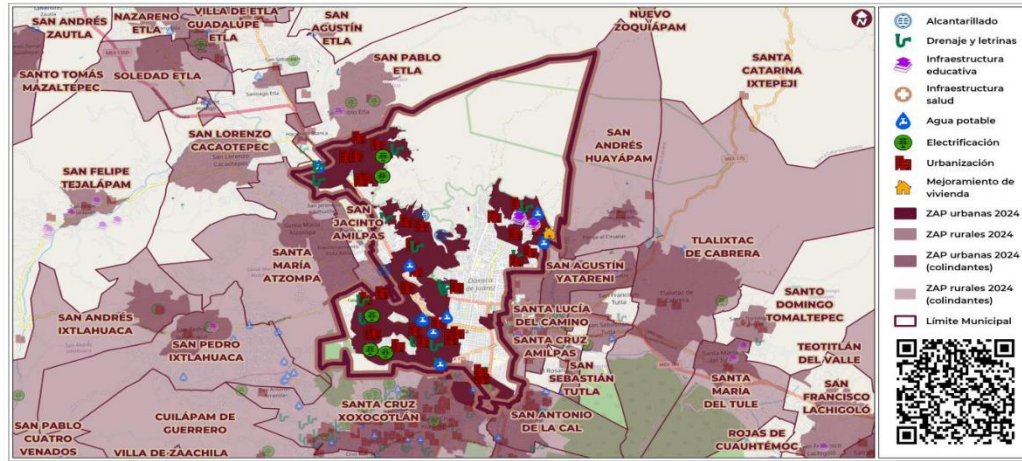 NAZARENO
ETLA
VILLA DE ETLA
GUADALUPE
ETLA
SAN
AGUSTÍN
ETLA
SAN ANDRÉS
ZAUTLA
NUEVO
ZOQUIÁPAM
SAN PABLO
ETLA
SANTA
CATARINA
IXTEPEJI
SANTO TOMÁS
MAZALTEPEC
SOLEDAD ETLA
SAN LORENZO
CACAOTEPEC
SAN
ANDRÉS
HUAYÁPAM
SAN FELIPE
TEJALÁPAM
SAN
JACINTO
AMILPAS
SANTA
MARÍA
ATZOMPA
TLALIXTAC
DE CABRERA
SAN AGUSTÍN
YATARENI
Oaxaca
de Juárez
SANTO
DOMINGO
TOMALTEPEC
SAN ANDRÉS
IXTLAHUACA
SANTA LUCÍA
DEL CAMINO
SAN PEDRO
IXTLAHUACA
SANTA CRUZ
AMILPAS
TEOTITLÁN
DEL VALLE
SAN
SEBASTIÁN
TUTLA
SANTA
MARÍA
DEL TULE
SAN
FRANCISCO
LACHIGOLÓ
SANTA CRUZ
XOXOCOTLÁN
CUILÁPAM DE
GUERRERO
SAN ANTONIO
DE LA CAL
SAN PABLO
CUATRO
VENADOS
VILLA DE ZAACHILA
ROJAS DE
CUAUHTÉMOC
Alcantarillado
Drenaje y letrinas
Infraestructura
educativa
Infraestructura
salud
Agua potable
Electrificación
Urbanización
Mejoramiento de
vivienda
ZAP urbanas 2024
ZAP rurales 2024
ZAP urbanas 2024
(colindantes)
ZAP rurales 2024
(colindantes)
Límite Municipal